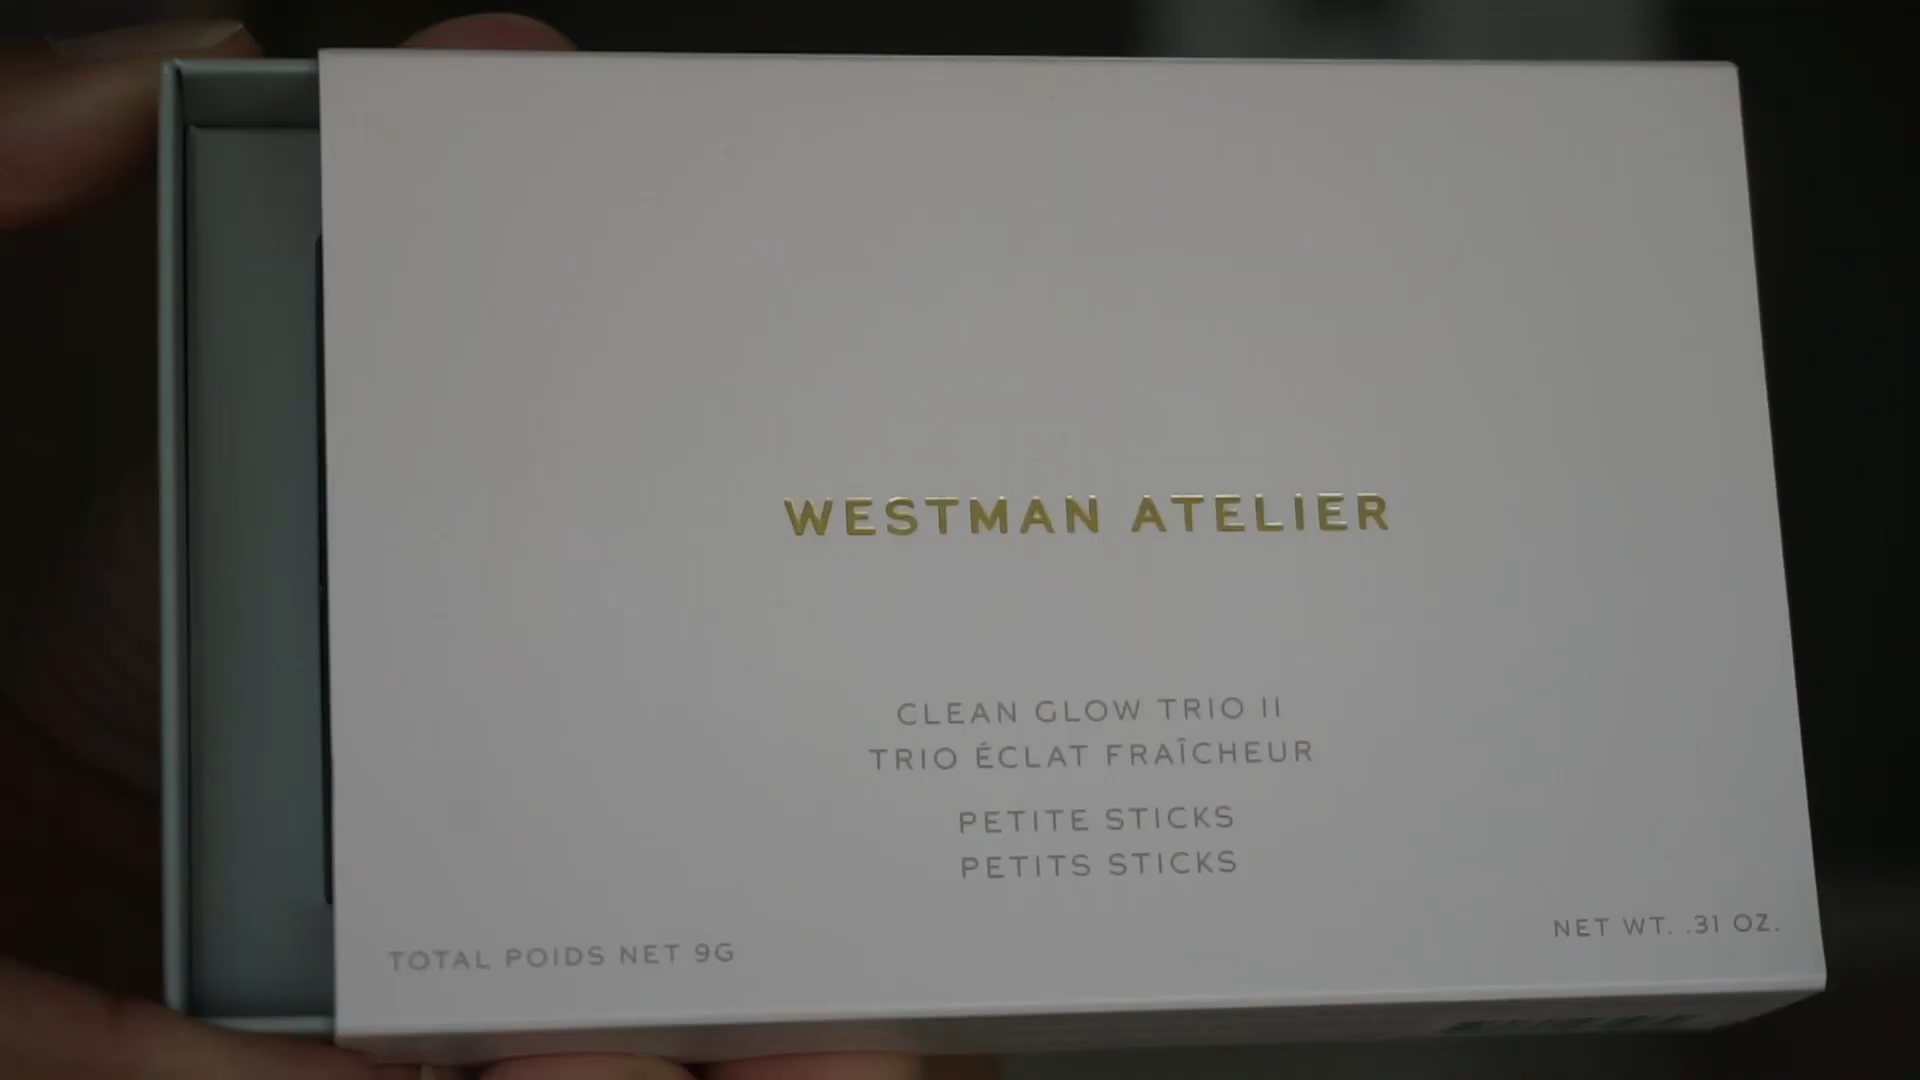 WESTMAN ATELIER
CLEAN GLOW TRIO II
TRIO ÉCLAT FRAÎCHEUR
PETITE STICKS
PETITS STICKS
TOTAL POIDS NET 9G
NET WT. .31 OZ.